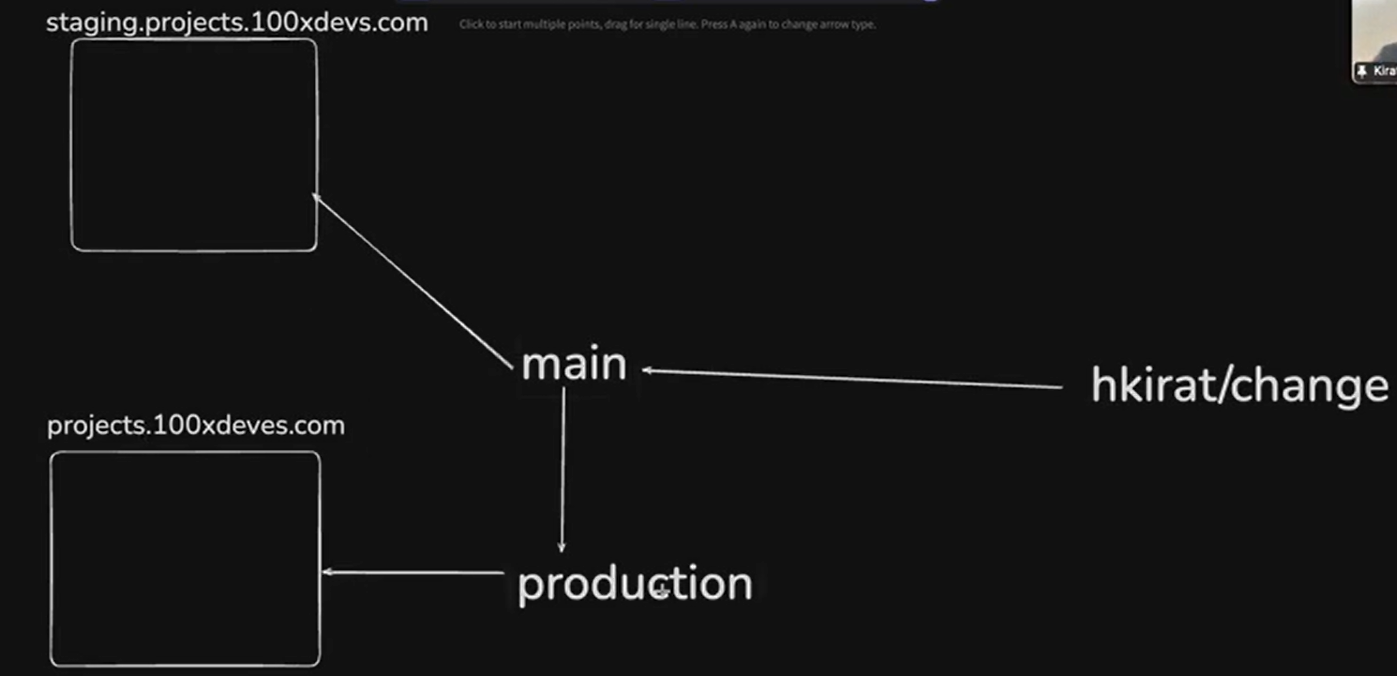 staging.projects.100xdevs.com
Click to start multiple points, drag for single line. Press A again to change arrow type.
Kira
main
hkirat/change
projects.100xdeves.com
production